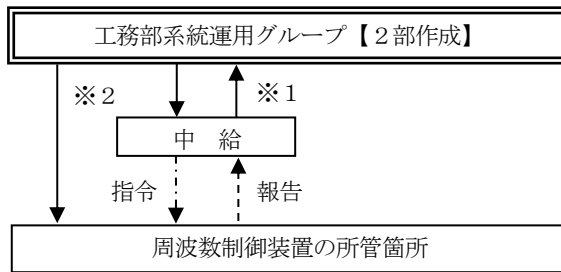 工務部系統運用グループ【２部作成】
※２
※１
中　給
指令
報告
周波数制御装置の所管箇所